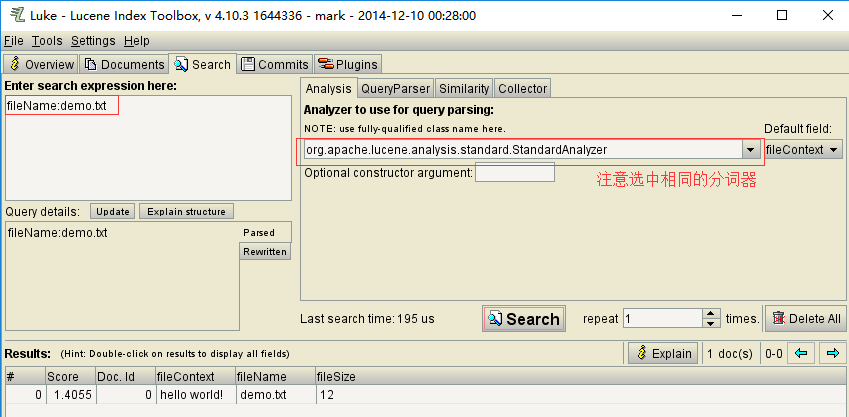 Luke - Lucene Index Toolbox, v 4.10.3 1644336 - mark - 2014-12-10 00:28:00
File Tools Settings Help
Overview Documents Search Commits Plugins
Enter search expression here:
fileName:demo.txt
Analysis QueryParser Similarity Collector
Analyzer to use for query parsing:
NOTE: use fully-qualified class name here.
Default field:
org.apache.lucene.analysis.standard.StandardAnalyzer
fileContext
Optional constructor argument:
注意选中相同的分词器
Query details: Update Explain structure
fileName:demo.txt
Parsed
Rewritten
Last search time: 195 us
Search
repeat 1 times.
Delete All
Results: (Hint: Double-click on results to display all fields)
Explain 1 doc(s) 0-0
# Score Doc. Id fileContext fileName fileSize
0 1.4055 0 hello world! demo.txt 12